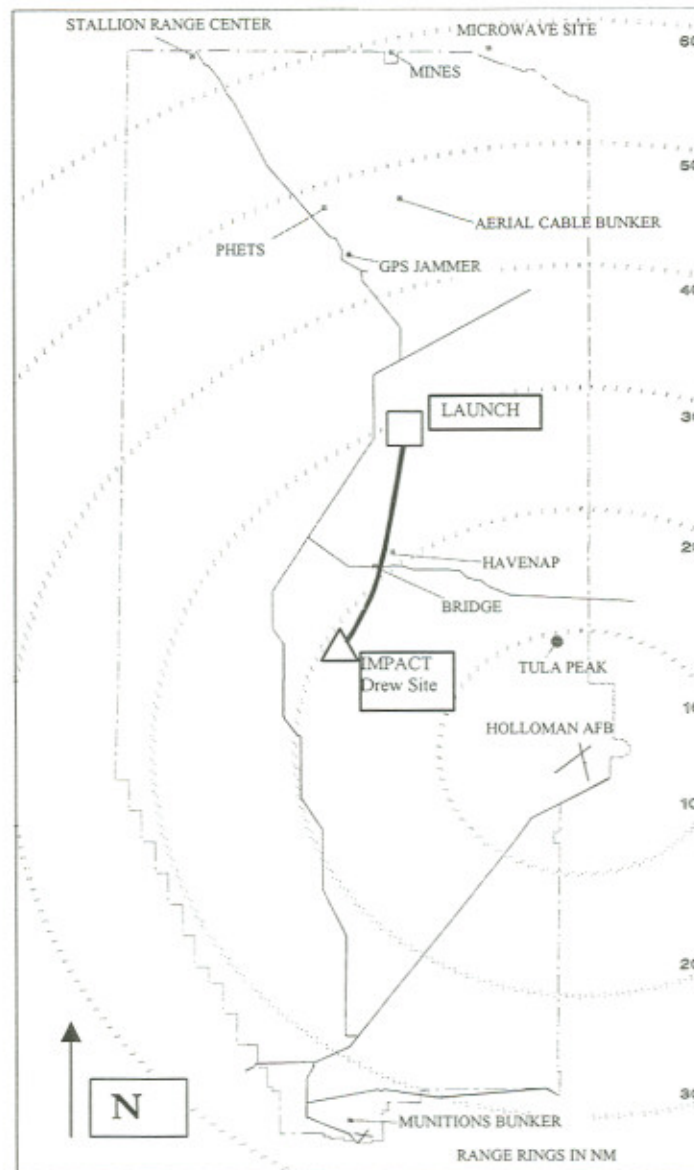 STALLION RANGE CENTER
MICROWAVE SITE
60
MINES
50
AERIAL CABLE BUNKER
PHETS
GPS JAMMER
40
LAUNCH
30
HAVENAP
20
BRIDGE
IMPACT
Drew Site
TULA PEAK
10
HOLLOMAN AFB
10
20
N
30
MUNITIONS BUNKER
RANGE RINGS IN NM